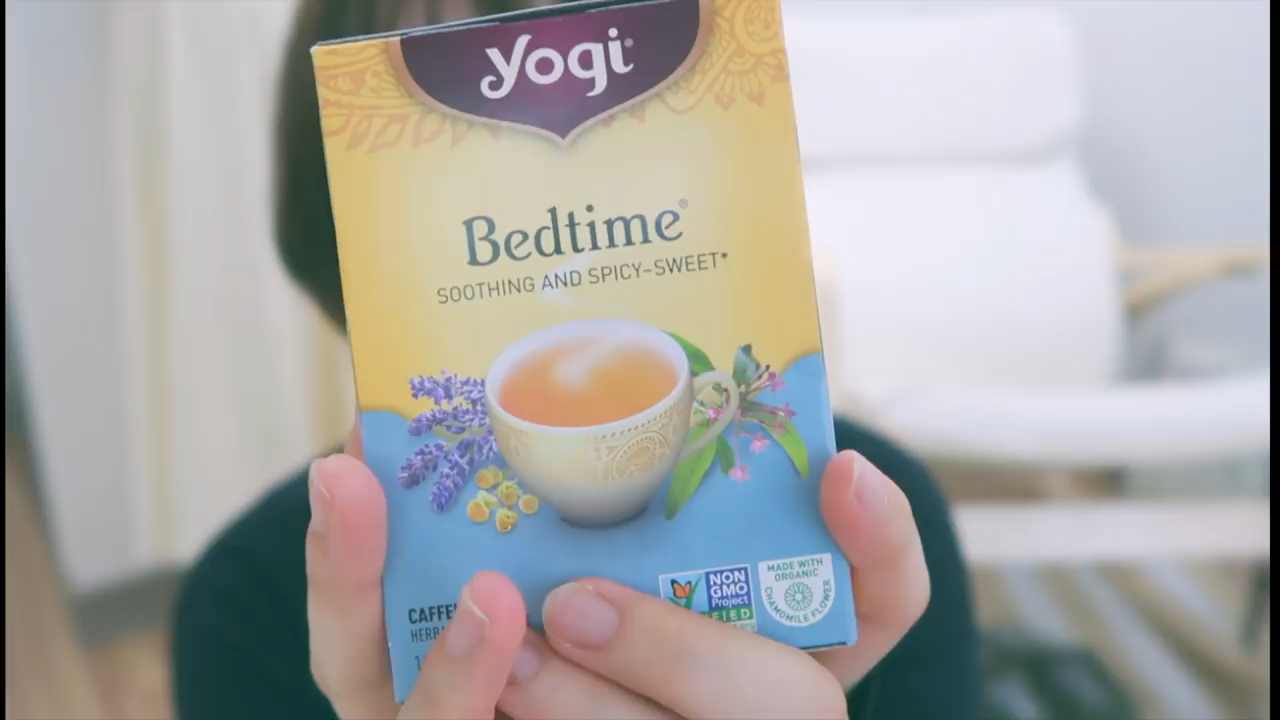 yogi®
Bedtime®
SOOTHING AND SPICY-SWEET*
NON
GMO
Project
MADE WITH
ORGANIC
CHAMOMILE FLOWER